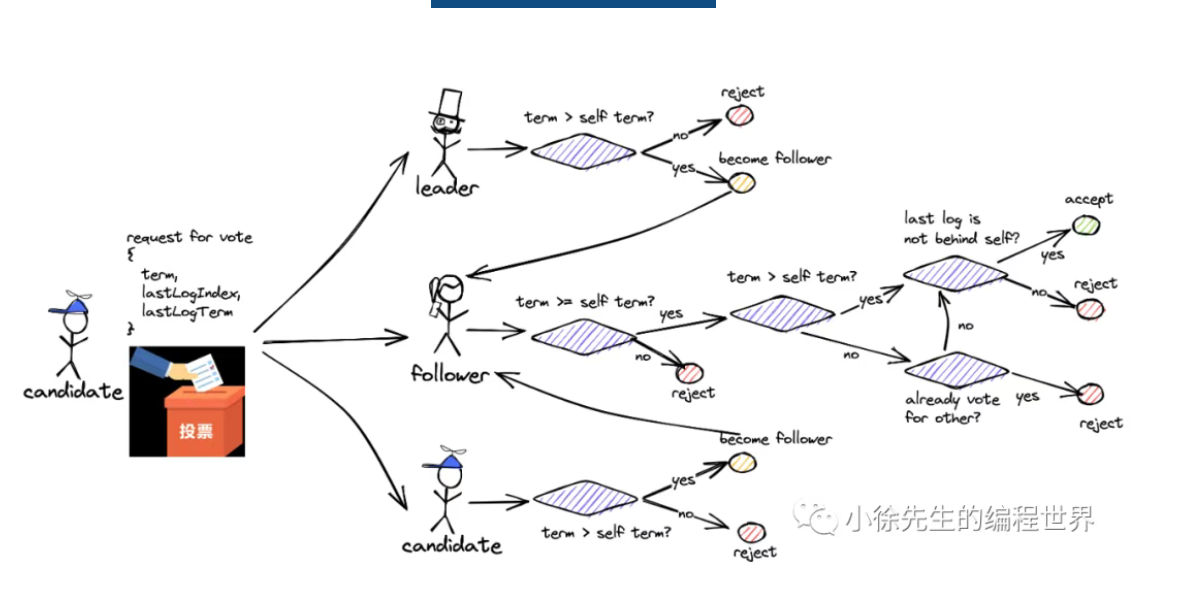 request for vote
{
term,
lastLogIndex,
lastLogTerm
}
candidate
投票
leader
term > self term?
no
reject
yes
become follower
follower
term >= self term?
no
reject
yes
term > self term?
yes
no
last log is
not behind self?
yes
accept
no
reject
no
already vote
for other?
yes
reject
candidate
term > self term?
yes
become follower
no
reject
小徐先生的编程世界